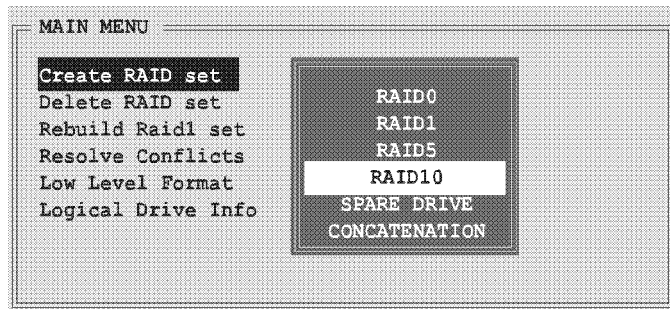 MAIN MENU
Create RAID set
Delete RAID set
Rebuild Raid1 set
Resolve Conflicts
Low Level Format
Logical Drive Info
RAID0
RAID1
RAID5
RAID10
SPARE DRIVE
CONCATENATION